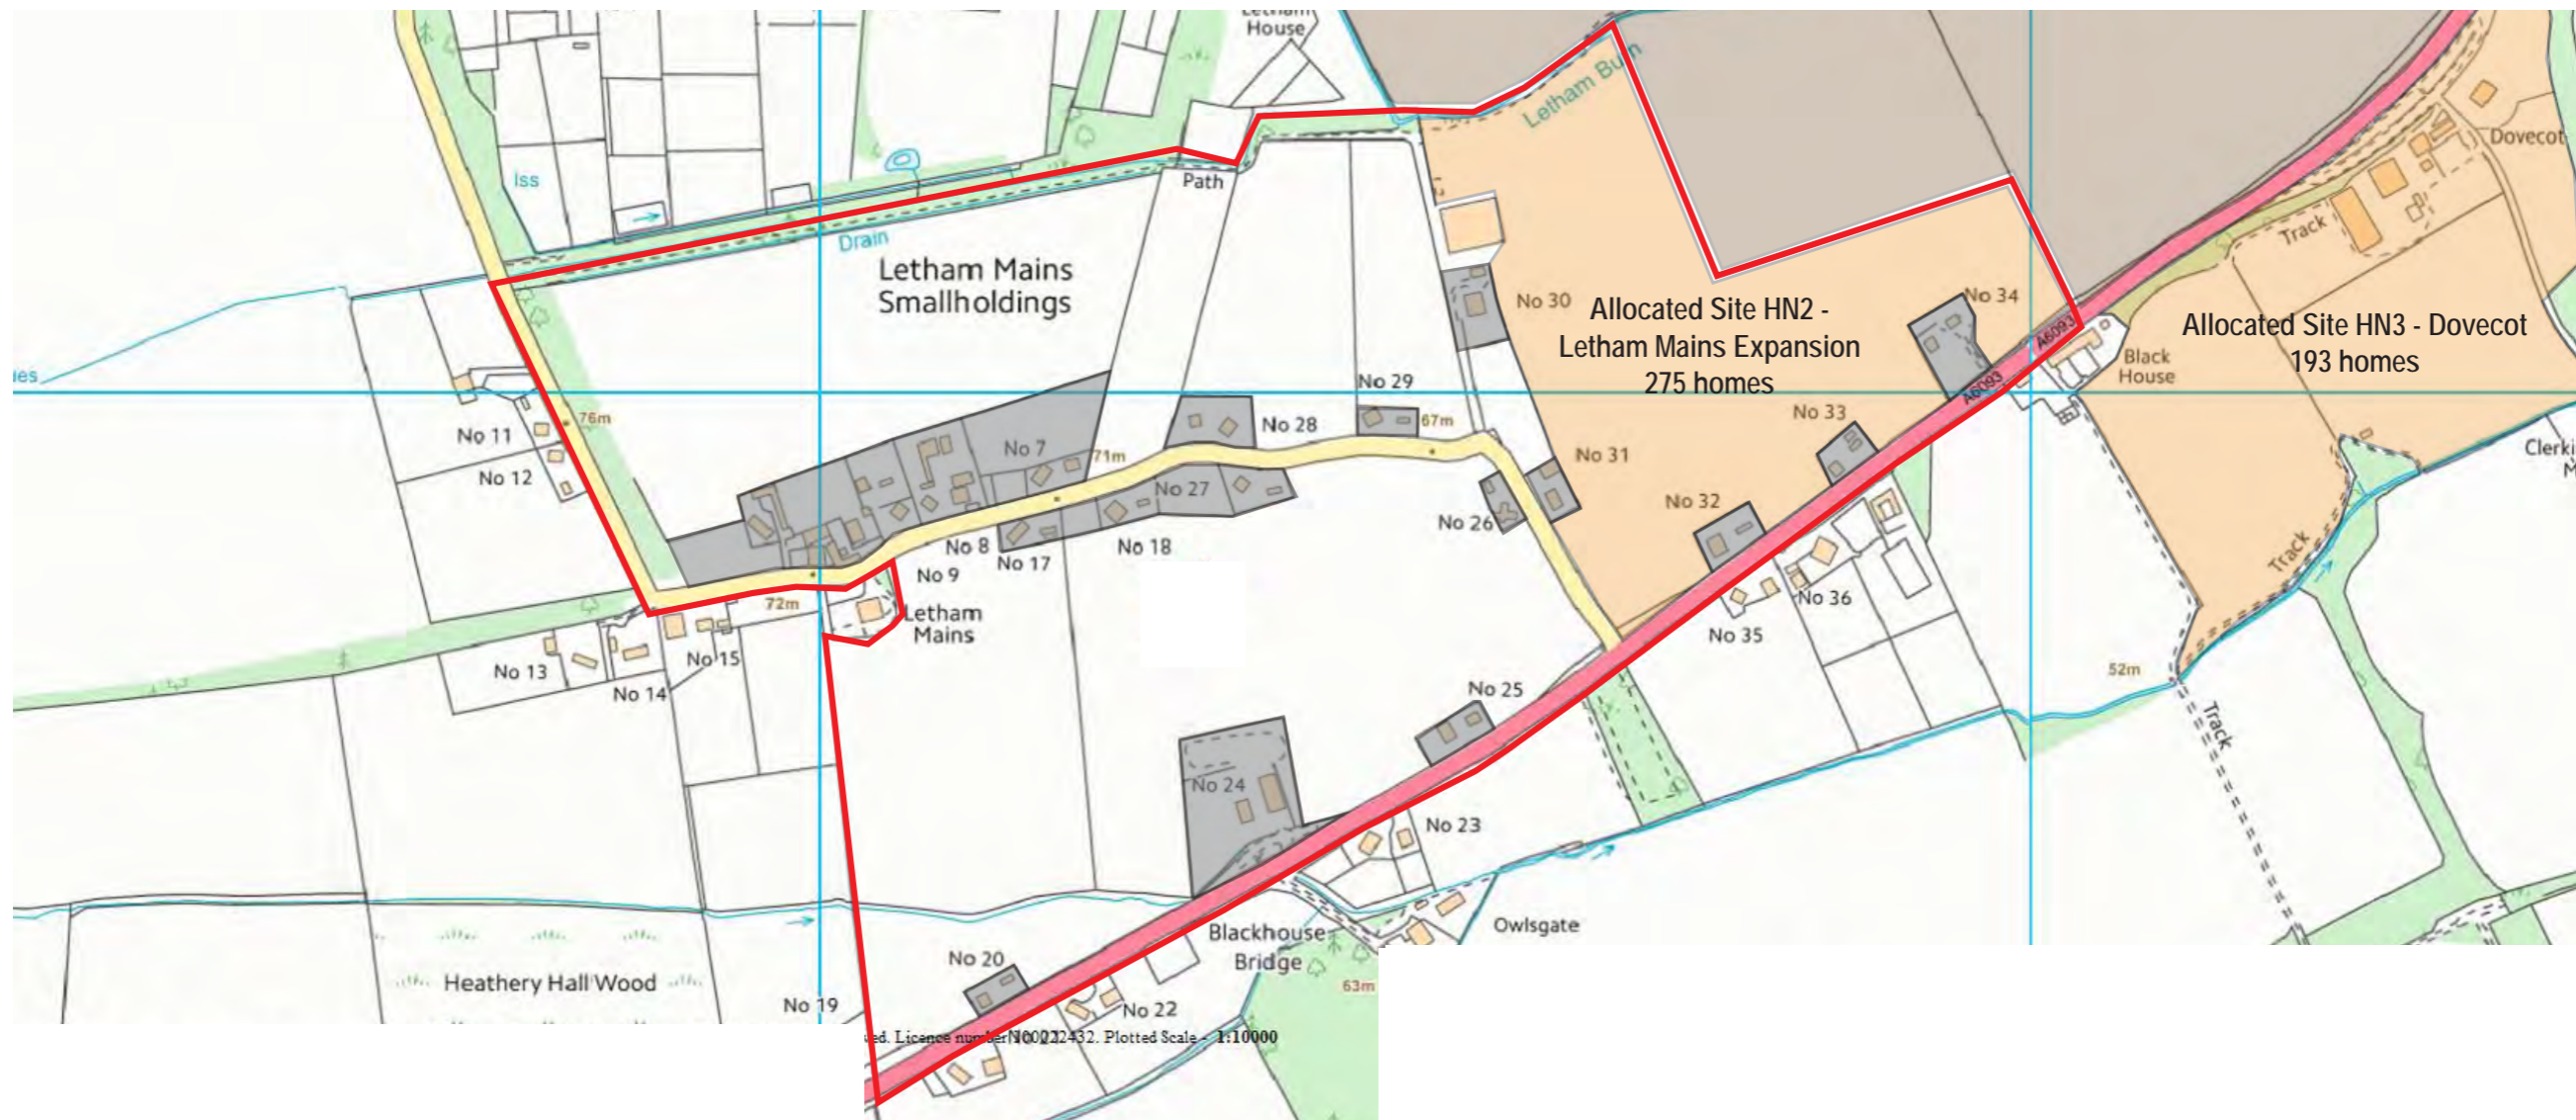 House
Letham Burn
Dovecot
Iss
Path
Track
Drain
Letham Mains
Smallholdings
No 30
Allocated Site HN2 -
Letham Mains Expansion
275 homes
No 34
A6093
Allocated Site HN3 - Dovecot
193 homes
Black
House
A6093
No 29
No 33
76m
No 11
No 12
No 7
71m
No 28
67m
No 31
No 27
No 32
No 26
No 18
No 8
No 17
No 9
72m
Letham
Mains
No 36
No 35
Track
No 13
No 15
No 14
No 25
52m
Track
No 24
No 23
Owlsgate
Blackhouse
Bridge
No 20
Heathery Hall Wood
63m
No 19
No 22
ed. Licence number 100022432. Plotted Scale - 1:10000